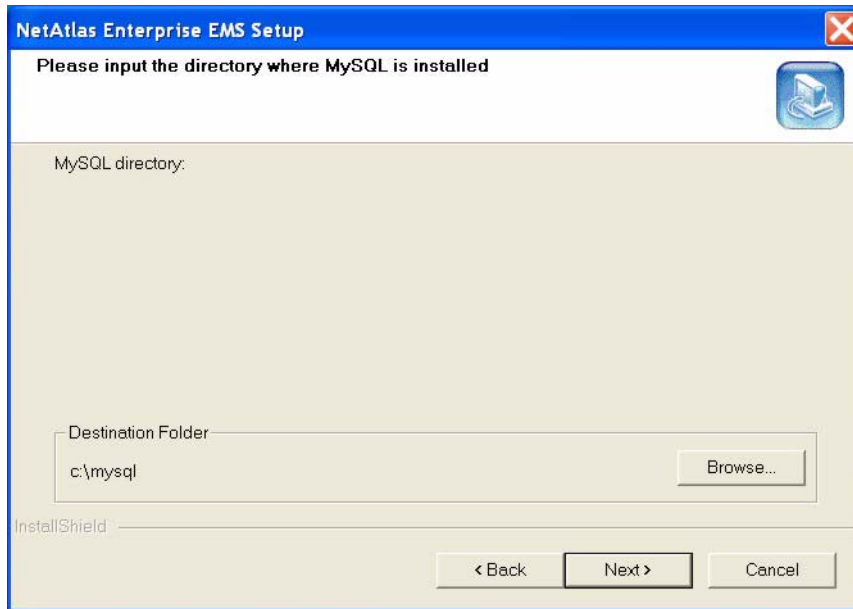 NetAtlas Enterprise EMS Setup
Please input the directory where MySQL is installed
MySQL directory:
Destination Folder
c:\mysql
Browse...
InstallShield
< Back
Next >
Cancel